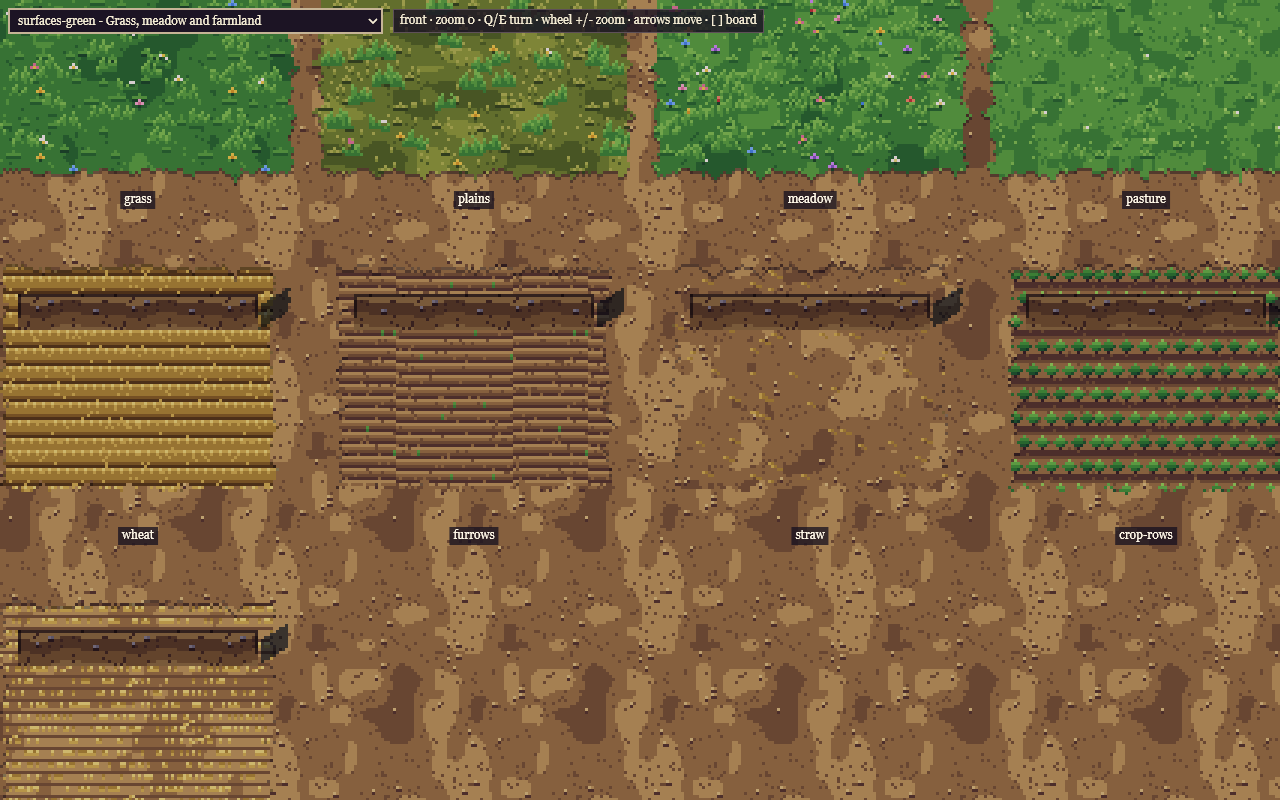 surfaces-green - Grass, meadow and farmland
front · zoom 0 · Q/E turn · wheel +/- zoom · arrows move · [ ] board
grass
plains
meadow
pasture
wheat
furrows
straw
crop-rows